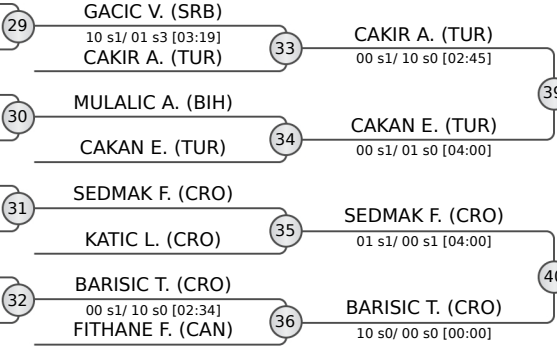 GACIC V. (SRB)
29
10 s1/ 01 s3 [03:19]
CAKIR A. (TUR)
33
CAKIR A. (TUR)
00 s1/ 10 s0 [02:45]
39
MULALIC A. (BIH)
30
CAKAN E. (TUR)
34
CAKAN E. (TUR)
00 s1/ 01 s0 [04:00]
SEDMAK F. (CRO)
31
KATIC L. (CRO)
35
SEDMAK F. (CRO)
01 s1/ 00 s1 [04:00]
40
BARISIC T. (CRO)
32
00 s1/ 10 s0 [02:34]
FITHANE F. (CAN)
36
BARISIC T. (CRO)
10 s0/ 00 s0 [00:00]